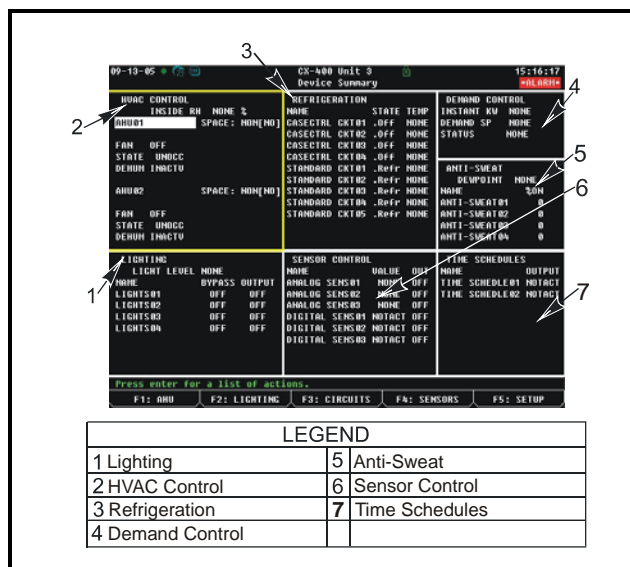 3
09-13-05 CX-400 Unit 3 15:16:17
Device Summary *ALARM*
4
2
HVAC CONTROL
INSIDE RH NONE %
AHU01 SPACE: NON[NO]
FAN OFF
STATE UNOCC
DEHUM INACTV
AHU02 SPACE: NON[NO]
FAN OFF
STATE UNOCC
DEHUM INACTV
REFRIGERATION
NAME STATE TEMP
CASECTRL CKT01 .Off NONE
CASECTRL CKT02 .Off NONE
CASECTRL CKT03 .Off NONE
CASECTRL CKT04 .Off NONE
STANDARD CKT01 .Refr NONE
STANDARD CKT02 .Refr NONE
STANDARD CKT03 .Refr NONE
STANDARD CKT04 .Refr NONE
STANDARD CKT05 .Refr NONE
DEMAND CONTROL
INSTANT KW NONE
DEMAND SP NONE
STATUS NONE
5
6
ANTI-SWEAT
DEWPOINT NONE
NAME %ON
ANTI-SWEAT01 0
ANTI-SWEAT02 0
ANTI-SWEAT03 0
ANTI-SWEAT04 0
1
LIGHTING
LIGHT LEVEL NONE
NAME BYPASS OUTPUT
LIGHTS01 OFF OFF
LIGHTS02 OFF OFF
LIGHTS03 OFF OFF
LIGHTS04 OFF OFF
SENSOR CONTROL
NAME VALUE OUT
ANALOG SENS01 NONE OFF
ANALOG SENS02 NONE OFF
ANALOG SENS03 NONE OFF
DIGITAL SENS01 NOTACT OFF
DIGITAL SENS02 NOTACT OFF
DIGITAL SENS03 NOTACT OFF
TIME SCHEDULES
NAME OUTPUT
TIME SCHEDLE01 NOTACT
TIME SCHEDLE02 NOTACT
7
Press enter for a list of actions.
F1: AHU F2: LIGHTING F3: CIRCUITS F4: SENSORS F5: SETUP
LEGEND
1 Lighting 5 Anti-Sweat
2 HVAC Control 6 Sensor Control
3 Refrigeration 7 Time Schedules
4 Demand Control